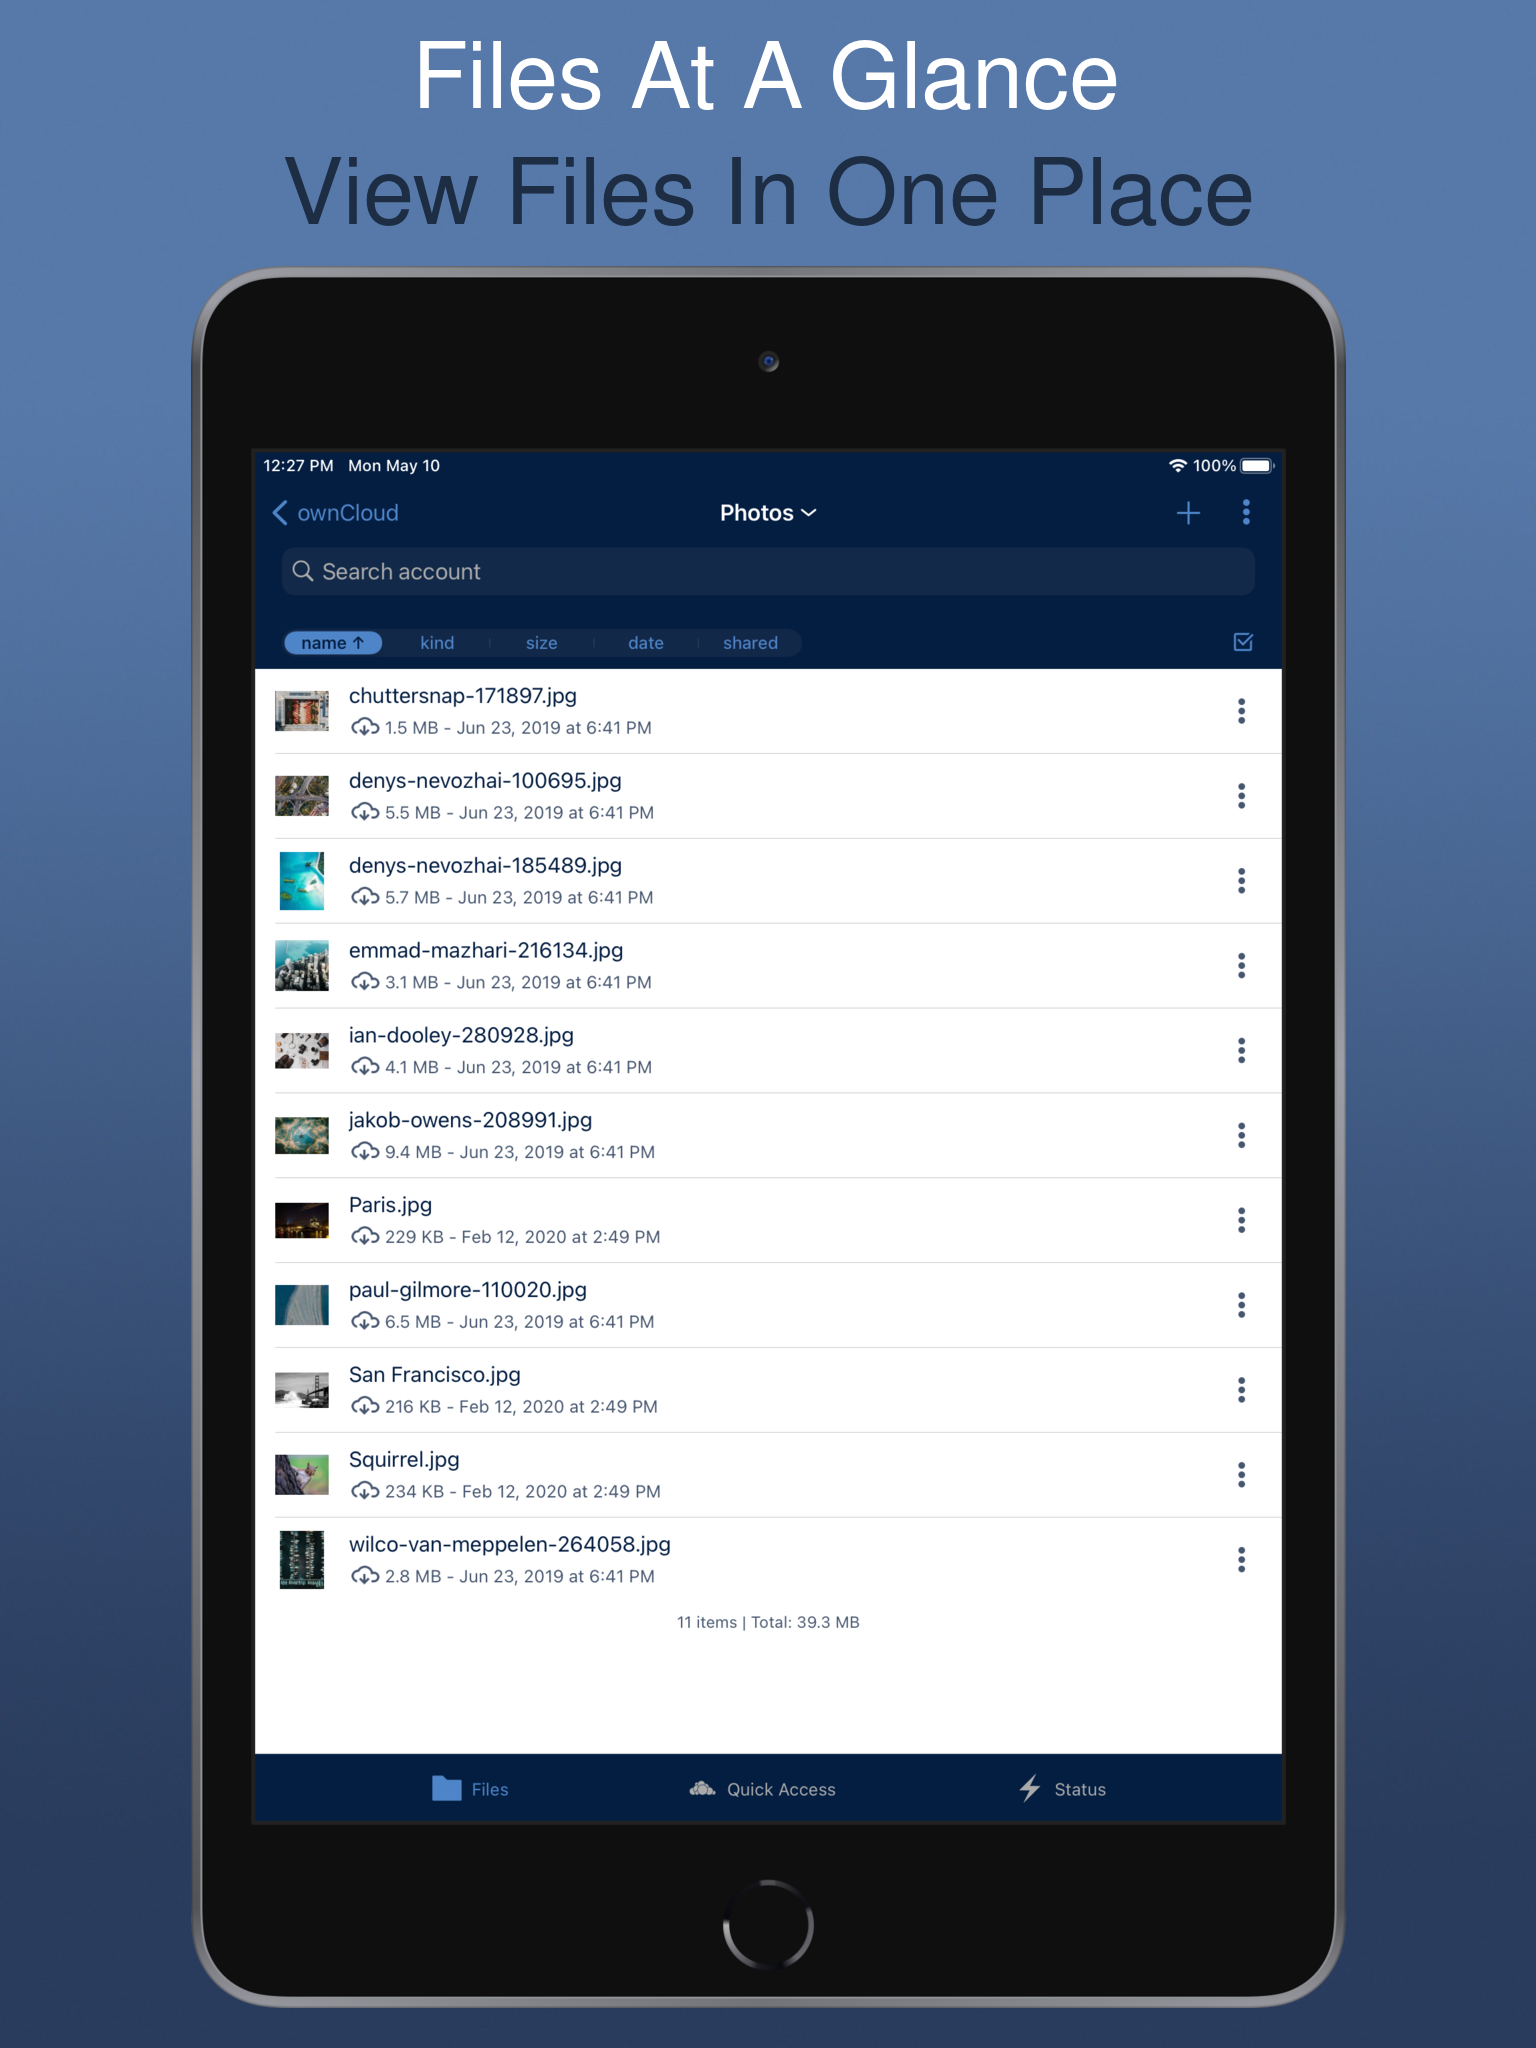 Files At A Glance
View Files In One Place
12:27 PM Mon May 10 100%
ownCloud Photos
Search account
name ↑ kind size date shared
chuttersnap-171897.jpg
1.5 MB - Jun 23, 2019 at 6:41 PM
denys-nevozhai-100695.jpg
5.5 MB - Jun 23, 2019 at 6:41 PM
denys-nevozhai-185489.jpg
5.7 MB - Jun 23, 2019 at 6:41 PM
emmad-mazhari-216134.jpg
3.1 MB - Jun 23, 2019 at 6:41 PM
ian-dooley-280928.jpg
4.1 MB - Jun 23, 2019 at 6:41 PM
jakob-owens-208991.jpg
9.4 MB - Jun 23, 2019 at 6:41 PM
Paris.jpg
229 KB - Feb 12, 2020 at 2:49 PM
paul-gilmore-110020.jpg
6.5 MB - Jun 23, 2019 at 6:41 PM
San Francisco.jpg
216 KB - Feb 12, 2020 at 2:49 PM
Squirrel.jpg
234 KB - Feb 12, 2020 at 2:49 PM
wilco-van-meppelen-264058.jpg
2.8 MB - Jun 23, 2019 at 6:41 PM
11 items | Total: 39.3 MB
Files Quick Access Status